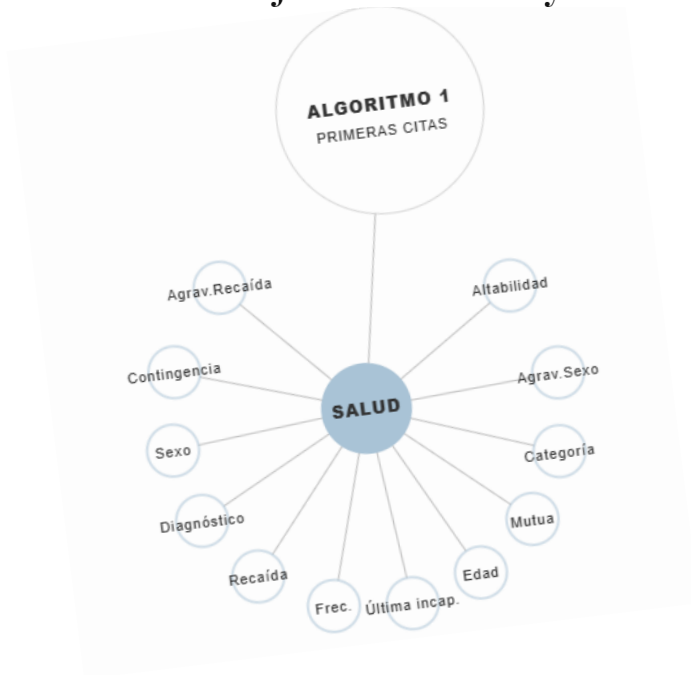 ALGORITMO 1
PRIMERAS CITAS
Agrav.Recaída
Altabilidad
Contingencia
Agrav.Sexo
SALUD
Sexo
Categoría
Diagnóstico
Mutua
Recaída
Edad
Frec.
Última incap.